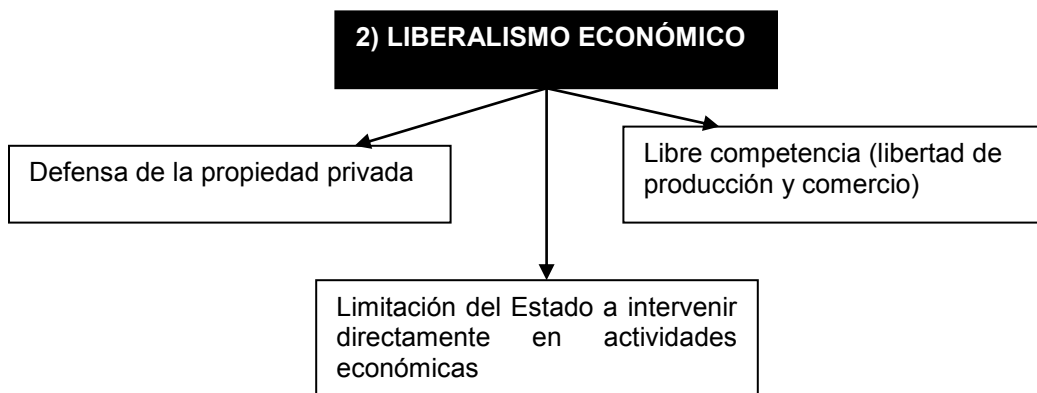 2) LIBERALISMO ECONÓMICO
Defensa de la propiedad privada
Libre competencia (libertad de
producción y comercio)
Limitación del Estado a intervenir
directamente en actividades
económicas